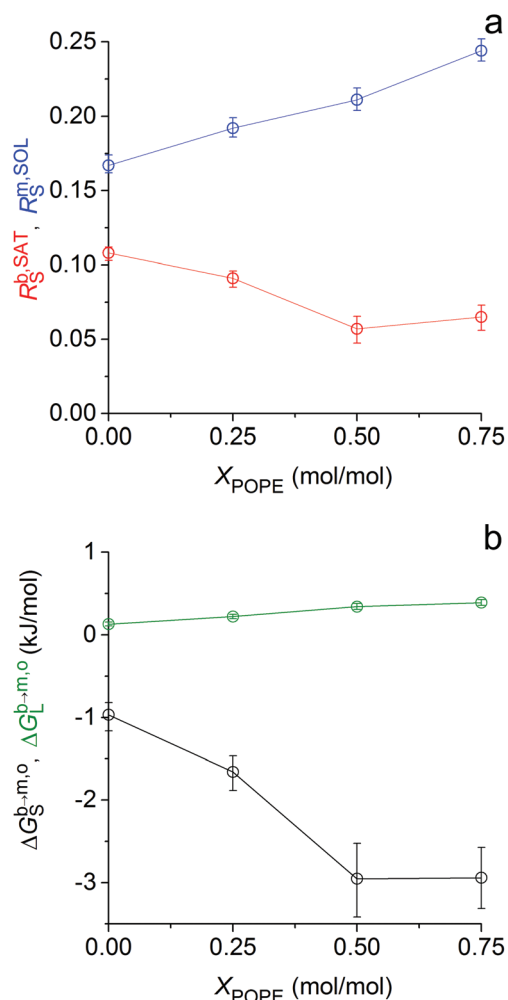 a
0.25
0.20
0.15
0.10
0.05
0.00
R_S^{b,SAT}, R_S^{m,SOL}
0.00 0.25 0.50 0.75
X_POPE (mol/mol)
b
1
0
-1
-2
-3
ΔG_S^{b→m,o}, ΔG_L^{b→m,o} (kJ/mol)
0.00 0.25 0.50 0.75
X_POPE (mol/mol)